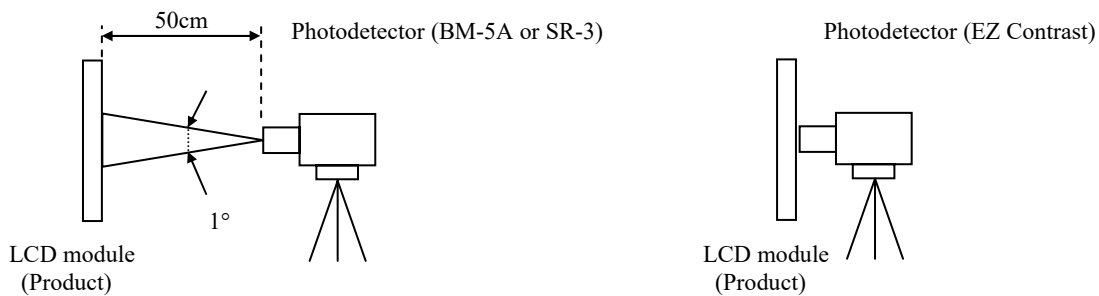 50cm
Photodetector (BM-5A or SR-3)
1°
LCD module
(Product)
Photodetector (EZ Contrast)
LCD module
(Product)